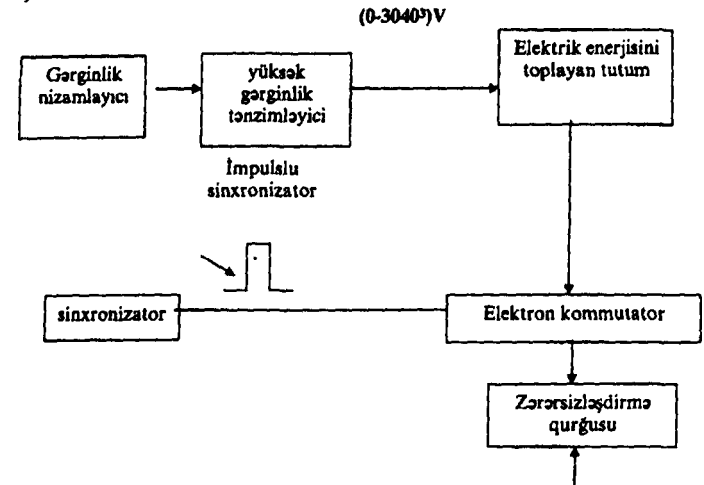 (0-3040³)V
Gərginlik
nizamlayıcı
yüksək
gərginlik
tənzimləyici
Elektrik enerjisini
toplayan tutum
İmpulslu
sinxronizator
sinxronizator
Elektron kommutator
Zərərsizləşdirmə
qurğusu